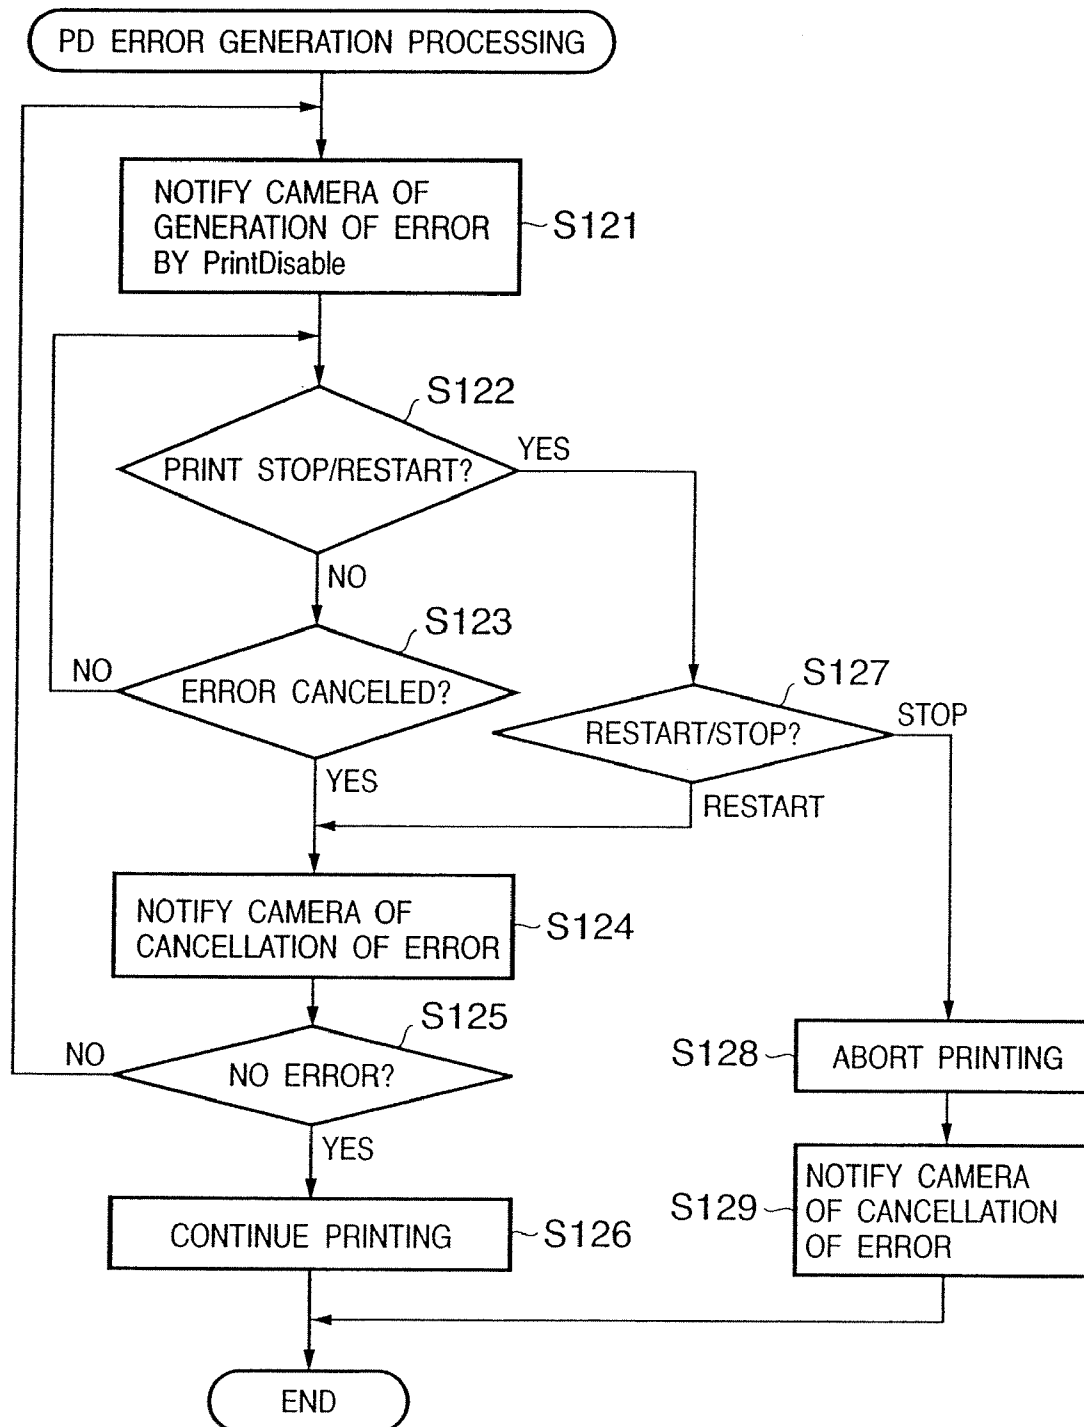 PD ERROR GENERATION PROCESSING
NOTIFY CAMERA OF
GENERATION OF ERROR
BY PrintDisable
S121
S122
PRINT STOP/RESTART?
YES
NO
S123
ERROR CANCELED?
NO
YES
S127
RESTART/STOP?
STOP
RESTART
NOTIFY CAMERA OF
CANCELLATION OF ERROR
S124
S125
NO ERROR?
NO
YES
S128
ABORT PRINTING
CONTINUE PRINTING
S126
S129
NOTIFY CAMERA
OF CANCELLATION
OF ERROR
END